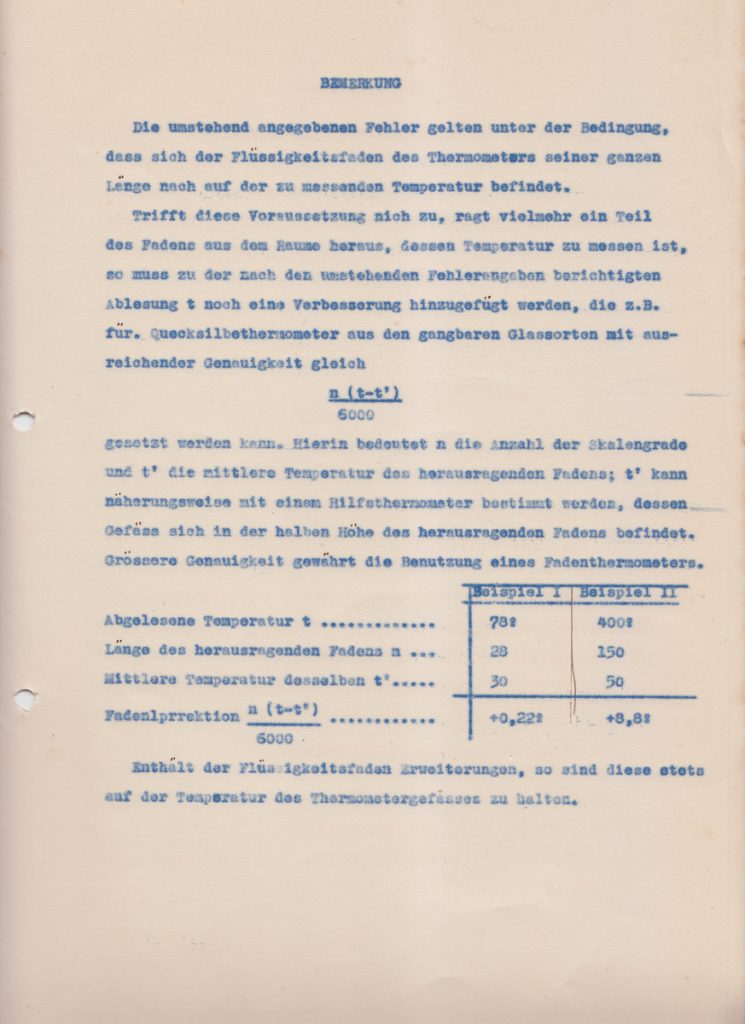 BEMERKUNG
Die umstehend angegebenen Fehler gelten unter der Bedingung,
dass sich der Flüssigkeitsfaden des Thermometers seiner ganzen
Länge nach auf der zu messenden Temperatur befindet.
Trifft diese Voraussetzung nich zu, ragt vielmehr ein Teil
des Fadens aus dem Raume heraus, dessen Temperatur zu messen ist,
so muss zu der nach den umstehenden Fehlerangaben berichtigten
Ablesung t noch eine Verbesserung hinzugefügt werden, die z.B.
für. Quecksilbethermometer aus den gangbaren Glassorten mit aus-
reichender Genauigkeit gleich
n (t-t')
6000
gesetzt werden kann. Hierin bedeutet n die Anzahl der Skalengrade
und t' die mittlere Temperatur des herausragenden Fadens; t' kann
näherungsweise mit einem Hilfsthermometer bestimmt werden, dessen
Gefäss sich in der halben Höhe des herausragenden Fadens befindet.
Grössere Genauigkeit gewährt die Benutzung eines Fadenthermometers.
Beispiel I Beispiel II
Abgelesene Temperatur t ............. 78º 400º
Länge des herausragenden Fadens n ... 28 150
Mittlere Temperatur desselben t'..... 30 50
Fadenlprrektion n (t-t') ............ +0,22º +8,8º
6000
Enthält der Flüssigkeitsfaden Erweiterungen, so sind diese stets
auf der Temperatur des Thermometergefässes zu halten.